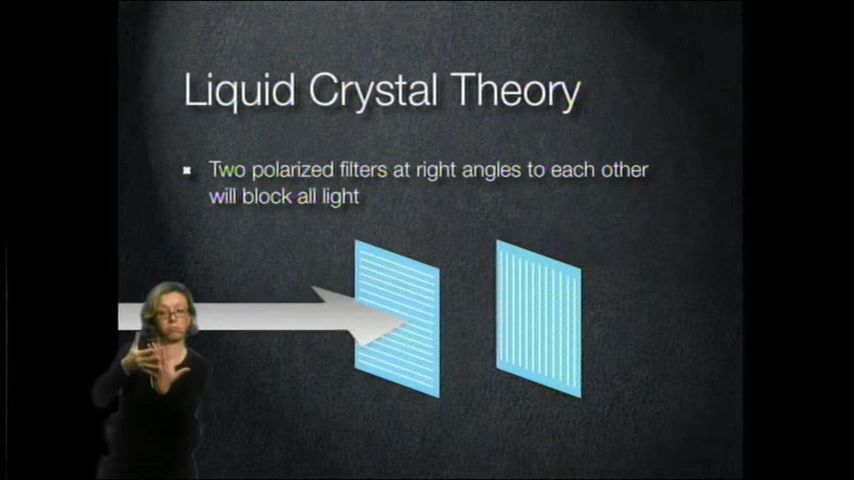 Liquid Crystal Theory
Two polarized filters at right angles to each other
will block all light